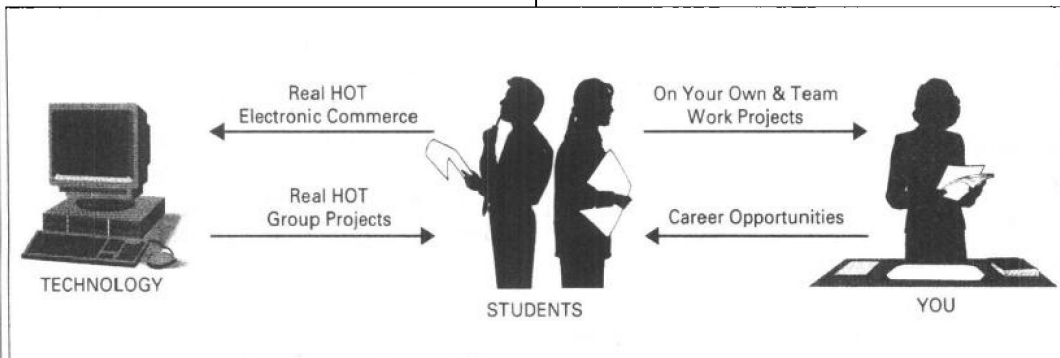 Real HOT
Electronic Commerce
On Your Own & Team
Work Projects
Real HOT
Group Projects
Career Opportunities
TECHNOLOGY
STUDENTS
YOU